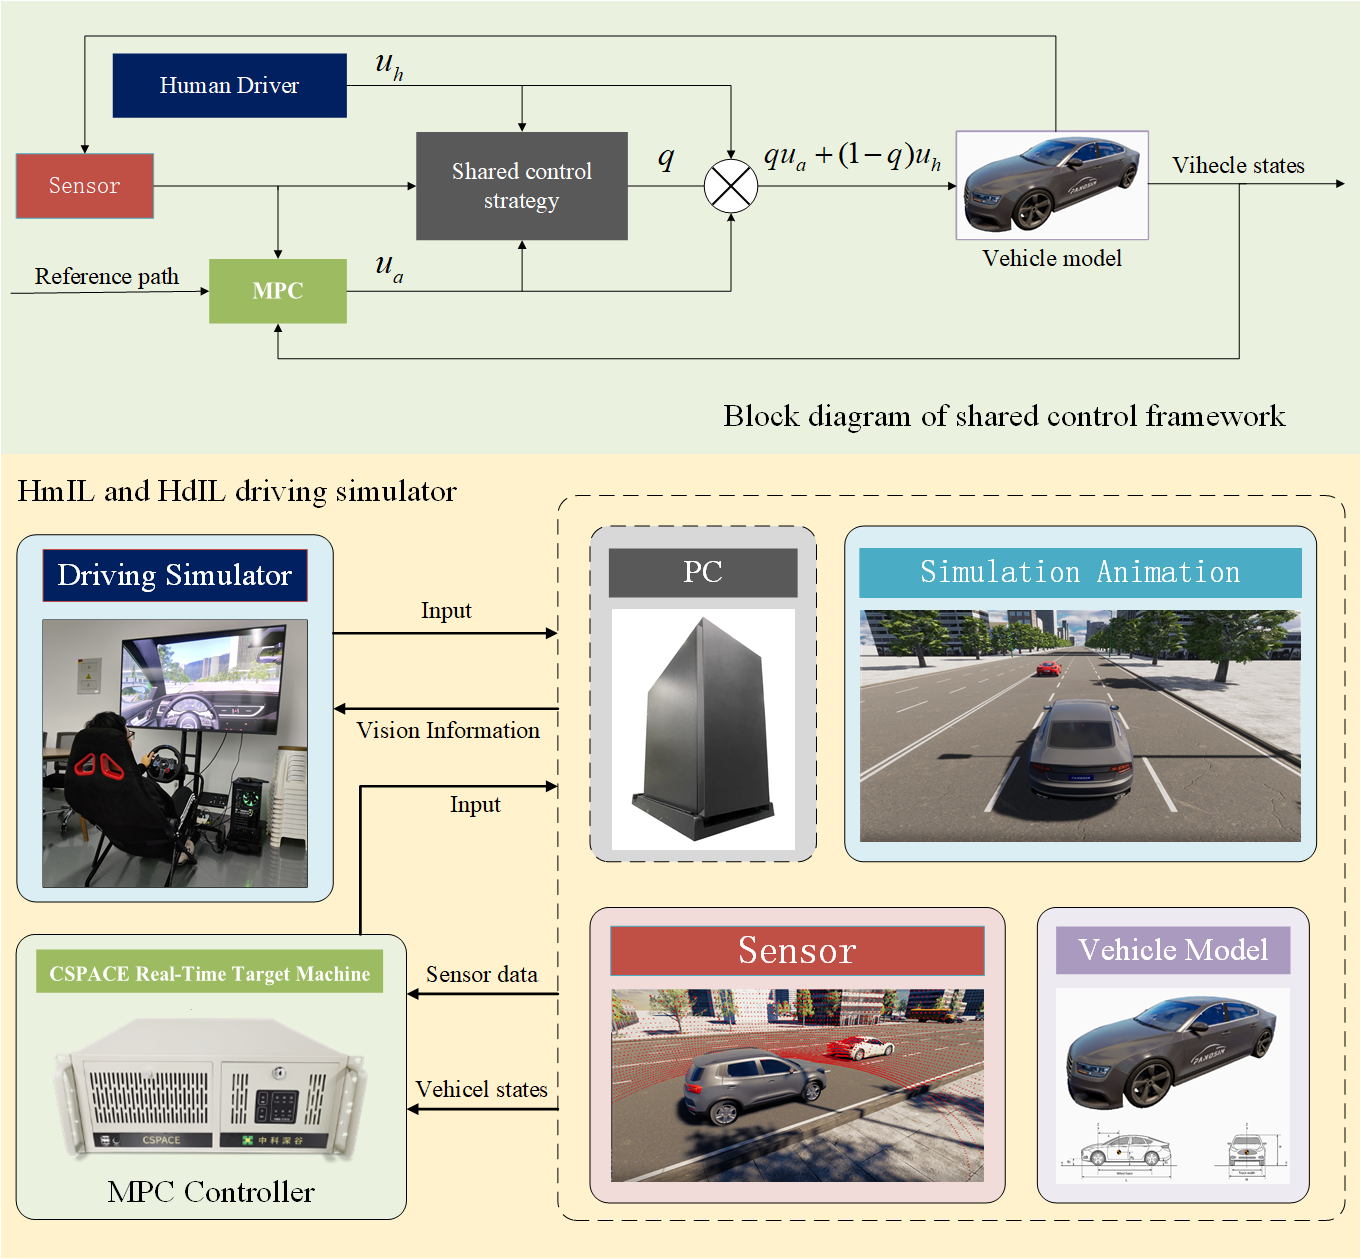 Human Driver
u_h
Sensor
Shared control
strategy
q
qu_a + (1 − q)u_h
PANOSIM
Vihecle states
Vehicle model
Reference path
MPC
u_a
Block diagram of shared control framework
HmIL and HdIL driving simulator
Driving Simulator
Input
Vision Information
Input
PC
Simulation Animation
PANOSIM
CSPACE Real-Time Target Machine
CSPACE
中科深谷
MPC Controller
Sensor data
Vehicel states
Sensor
Vehicle Model
PANOSIM